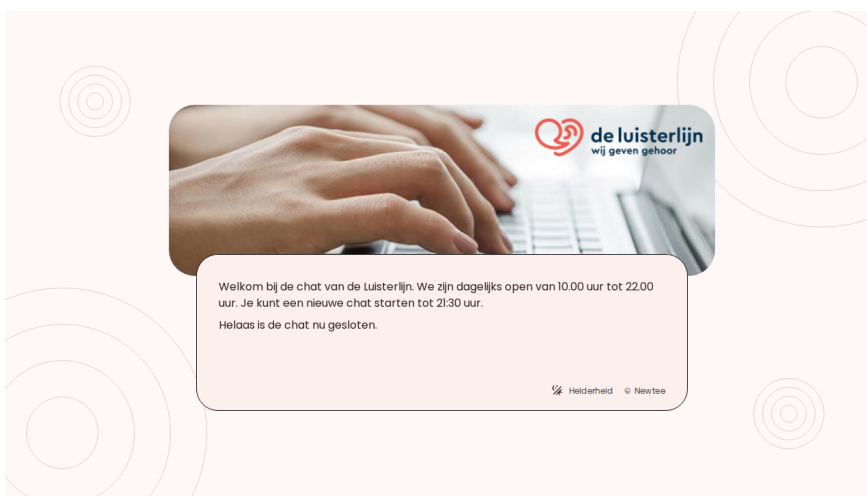 de luisterlijn
wij geven gehoor
Welkom bij de chat van de Luisterlijn. We zijn dagelijks open van 10.00 uur tot 22.00
uur. Je kunt een nieuwe chat starten tot 21:30 uur.
Helaas is de chat nu gesloten.
Helderheid © Newtee